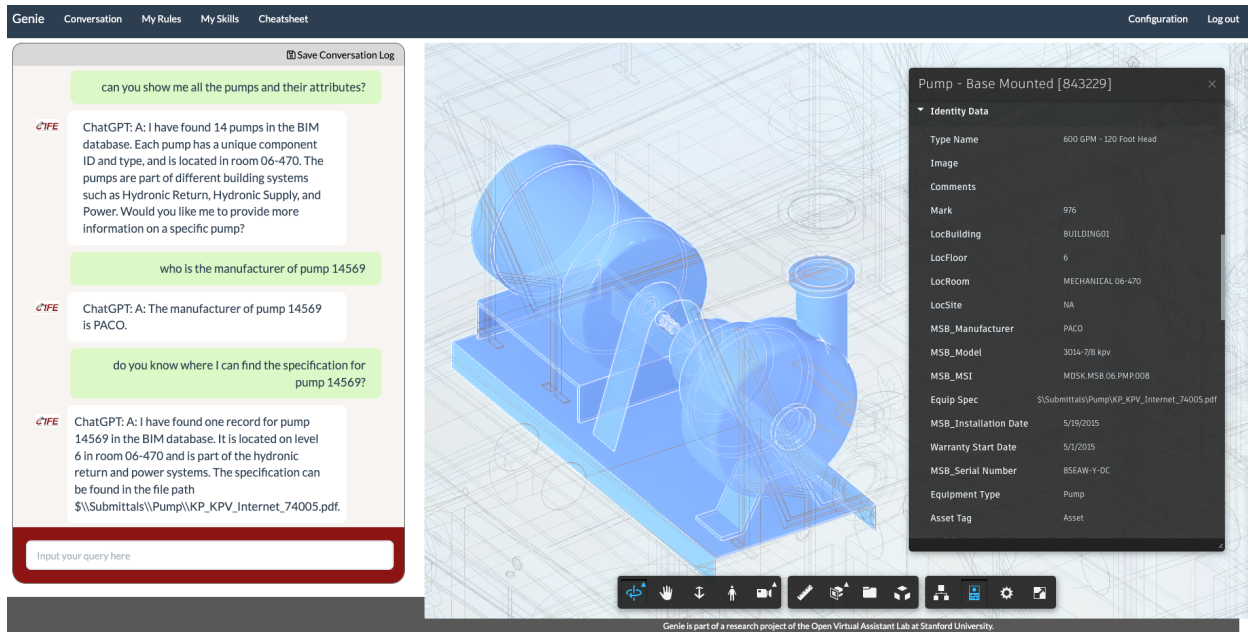 Genie Conversation My Rules My Skills Cheatsheet Configuration Log out
Save Conversation Log
can you show me all the pumps and their attributes?
CIFE
ChatGPT: A: I have found 14 pumps in the BIM
database. Each pump has a unique component
ID and type, and is located in room 06-470. The
pumps are part of different building systems
such as Hydronic Return, Hydronic Supply, and
Power. Would you like me to provide more
information on a specific pump?
who is the manufacturer of pump 14569
CIFE
ChatGPT: A: The manufacturer of pump 14569
is PACO.
do you know where I can find the specification for
pump 14569?
CIFE
ChatGPT: A: I have found one record for pump
14569 in the BIM database. It is located on level
6 in room 06-470 and is part of the hydronic
return and power systems. The specification can
be found in the file path
$\\Submittals\\Pump\\KP_KPV_Internet_74005.pdf.
Input your query here
Pump - Base Mounted [843229]
Identity Data
Type Name 600 GPM - 120 Foot Head
Image
Comments
Mark 976
LocBuilding BUILDING01
LocFloor 6
LocRoom MECHANICAL 06-470
LocSite NA
MSB_Manufacturer PACO
MSB_Model 3014-7/8 kpv
MSB_MSI MDSK.MSB.06.PMP.008
Equip Spec $\Submittals\Pump\KP_KPV_Internet_74005.pdf
MSB_Installation Date 5/19/2015
Warranty Start Date 5/1/2015
MSB_Serial Number 85EAW-Y-DC
Equipment Type Pump
Asset Tag Asset
Genie is part of a research project of the Open Virtual Assistant Lab at Stanford University.